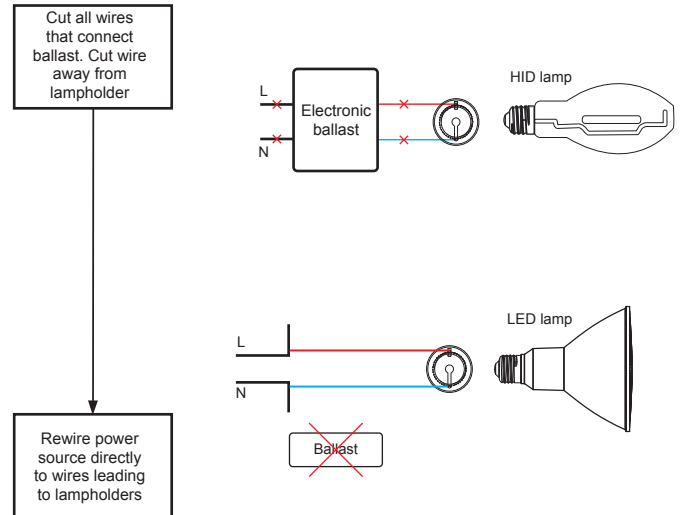 Cut all wires
that connect
ballast. Cut wire
away from
lampholder
HID lamp
L
Electronic
ballast
N
LED lamp
L
N
Ballast
Rewire power
source directly
to wires leading
to lampholders